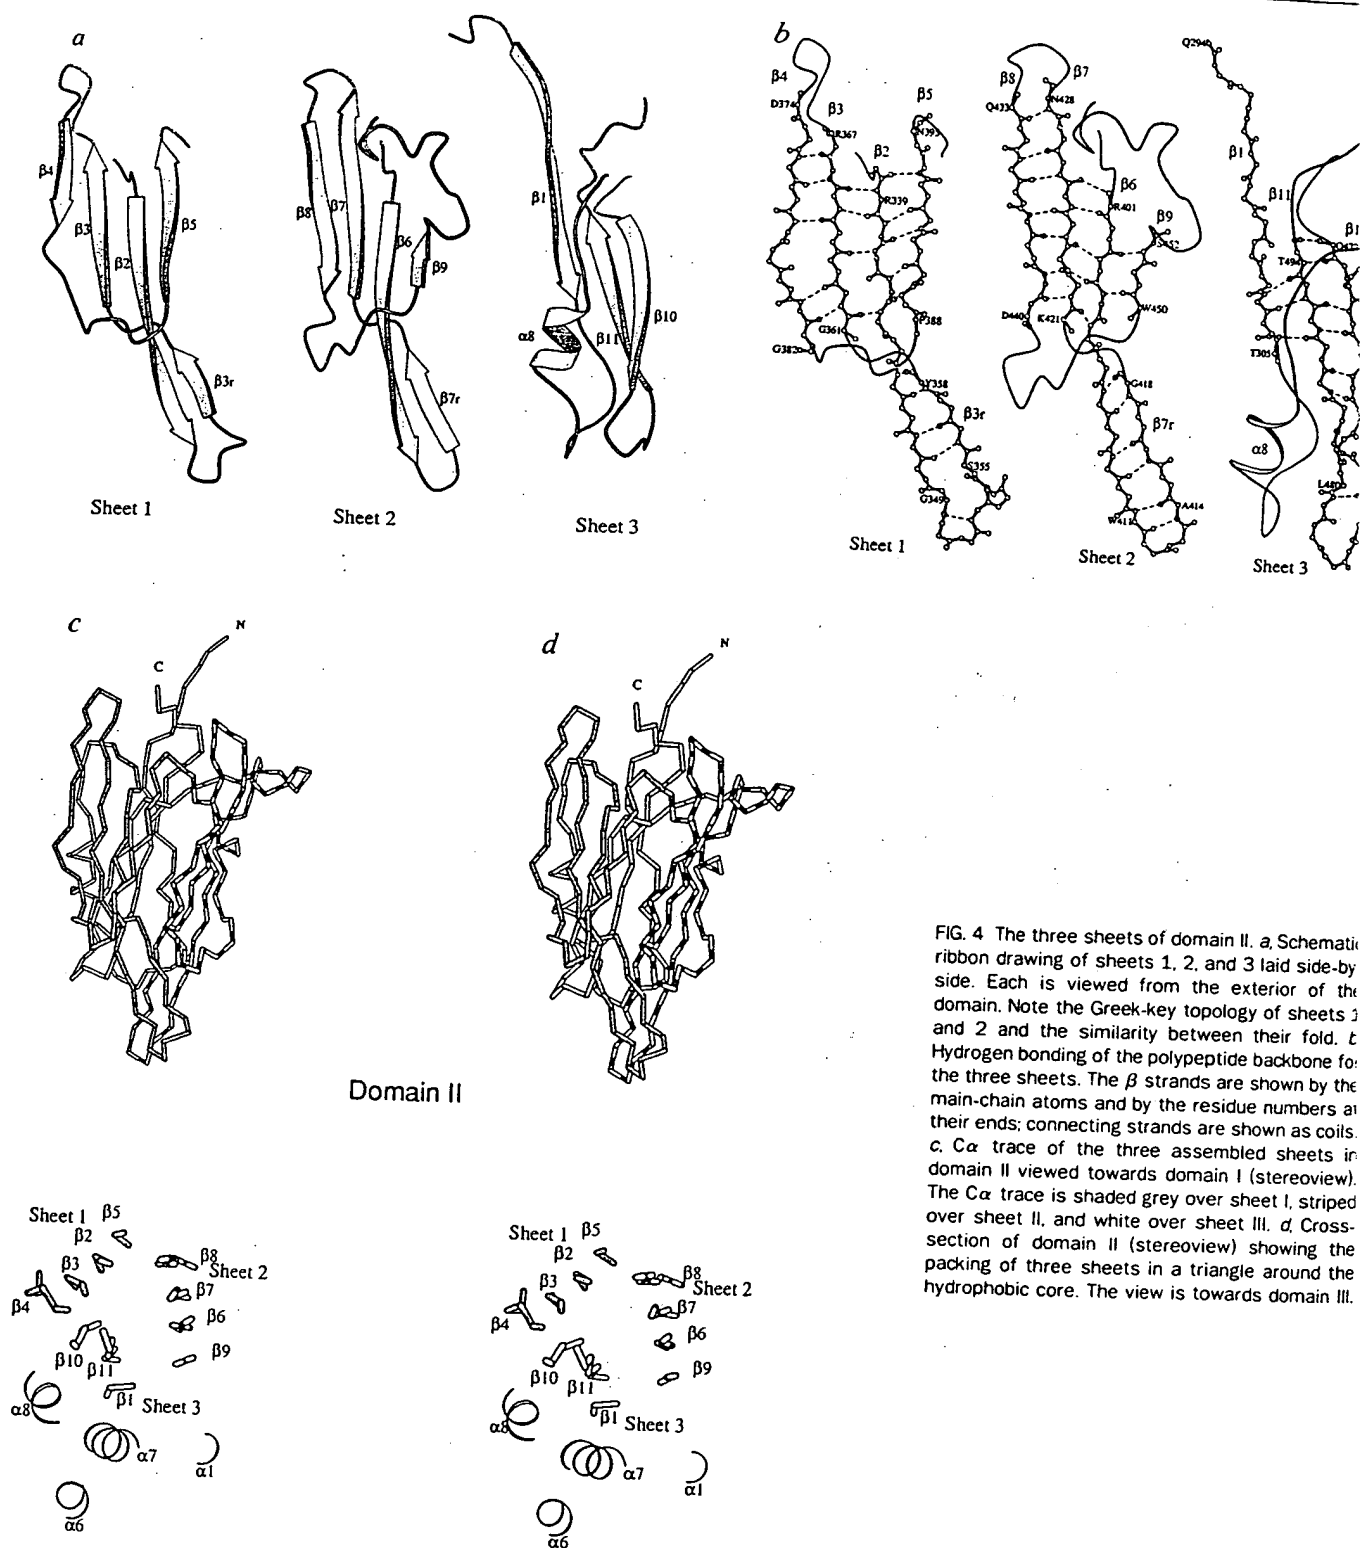 a
β4
β3
β2
β5
β3r
Sheet 1
β8
β7
β6
β9
β7r
Sheet 2
β1
α8
β11
β10
Sheet 3
b
β4
D374
β3
R367
β5
N393
β2
R339
G361
P388
G382
Y358
β3r
S355
G349
Sheet 1
β8
β7
Q433
N428
β6
R401
β9
S452
D440
K421
W450
G418
β7r
W411
A414
Sheet 2
Q294
β1
β11
β1
T305
α8
L480
Sheet 3
c
N
C
d
N
C
Domain II
Sheet 1 β5
β2
β3
β4
β8
Sheet 2
β7
β6
β9
β10
β11
β1 Sheet 3
α8
α7
α1
α6
Sheet 1 β5
β2
β3
β4
β8
Sheet 2
β7
β6
β9
β10
β11
β1 Sheet 3
α8
α7
α1
α6
FIG. 4 The three sheets of domain II. a, Schematic
ribbon drawing of sheets 1, 2, and 3 laid side-by
side. Each is viewed from the exterior of the
domain. Note the Greek-key topology of sheets 1
and 2 and the similarity between their fold.
Hydrogen bonding of the polypeptide backbone for
the three sheets. The β strands are shown by the
main-chain atoms and by the residue numbers at
their ends; connecting strands are shown as coils.
c, Cα trace of the three assembled sheets in
domain II viewed towards domain I (stereoview).
The Cα trace is shaded grey over sheet I, striped
over sheet II, and white over sheet III. d, Cross-
section of domain II (stereoview) showing the
packing of three sheets in a triangle around the
hydrophobic core. The view is towards domain III.